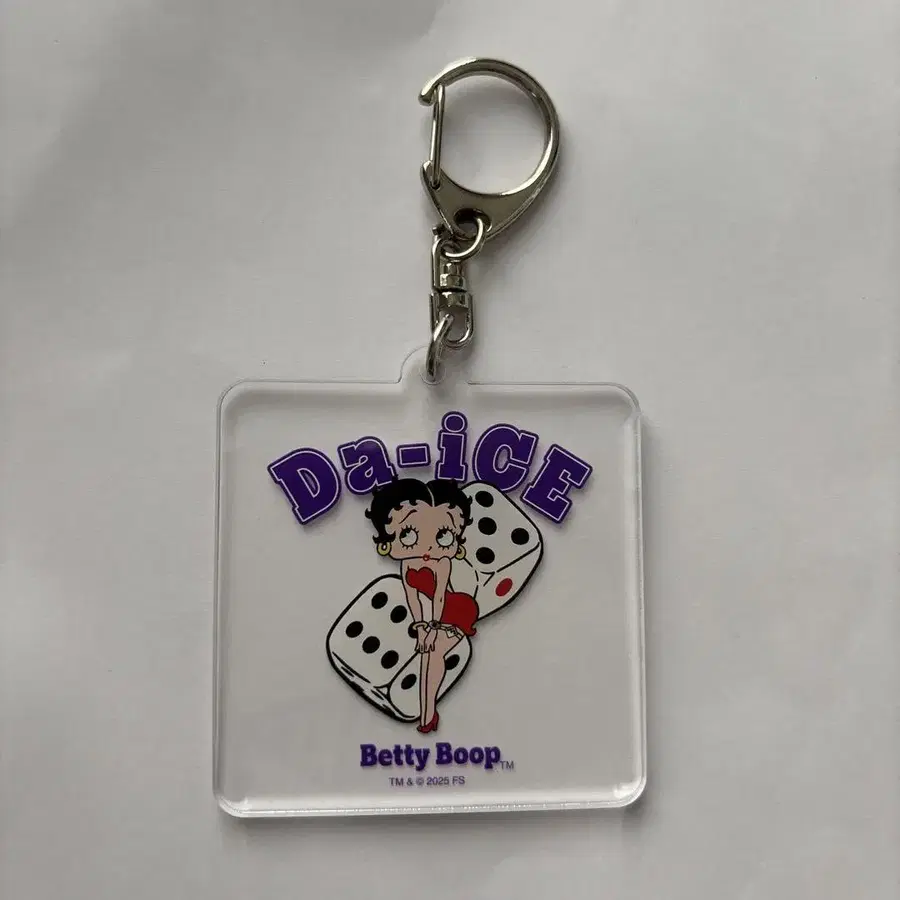 Da-iCE
Betty Boop™
TM & © 2025 FS